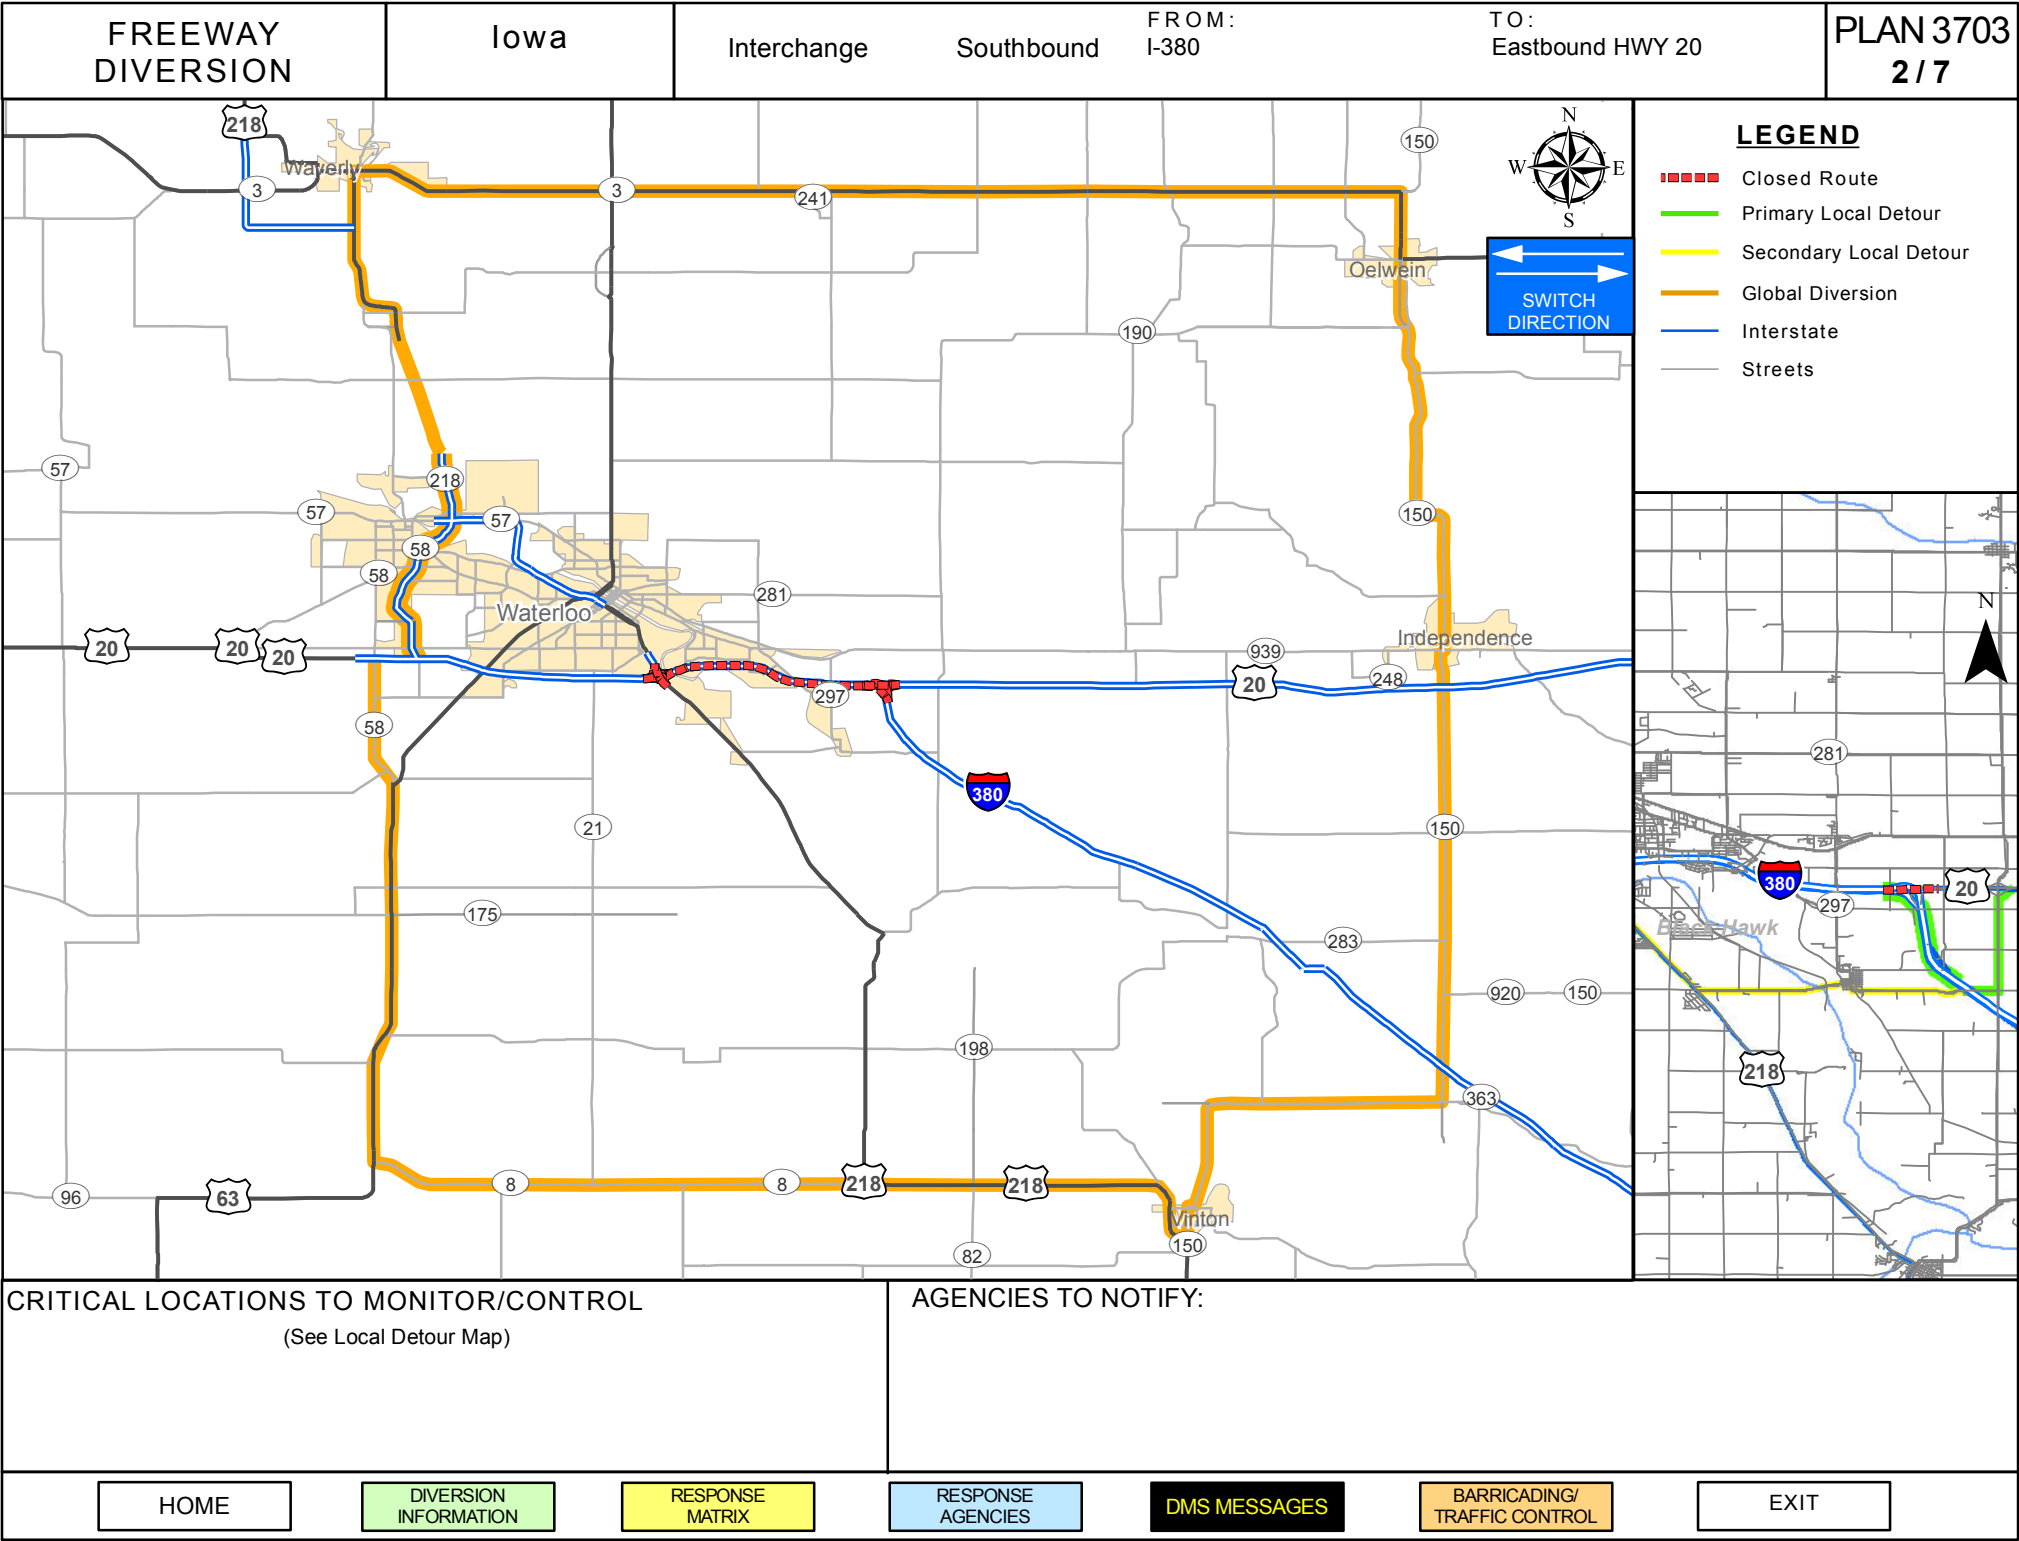 FREEWAY
DIVERSION
Iowa
Interchange
Southbound
FROM:
I-380
TO:
Eastbound HWY 20
PLAN 3703
2 / 7
218
150
N
W
E
S
Waverly
3
3
241
Oelwein
SWITCH
DIRECTION
190
57
218
57
57
150
58
58
281
Waterloo
Independence
20
20
20
939
248
20
297
58
380
21
150
175
283
920
150
198
363
96
63
8
8
218
218
Vinton
150
82
LEGEND
Closed Route
Primary Local Detour
Secondary Local Detour
Global Diversion
Interstate
Streets
N
281
380
20
297
Black Hawk
218
CRITICAL LOCATIONS TO MONITOR/CONTROL
(See Local Detour Map)
AGENCIES TO NOTIFY:
HOME
DIVERSION
INFORMATION
RESPONSE
MATRIX
RESPONSE
AGENCIES
DMS MESSAGES
BARRICADING/
TRAFFIC CONTROL
EXIT